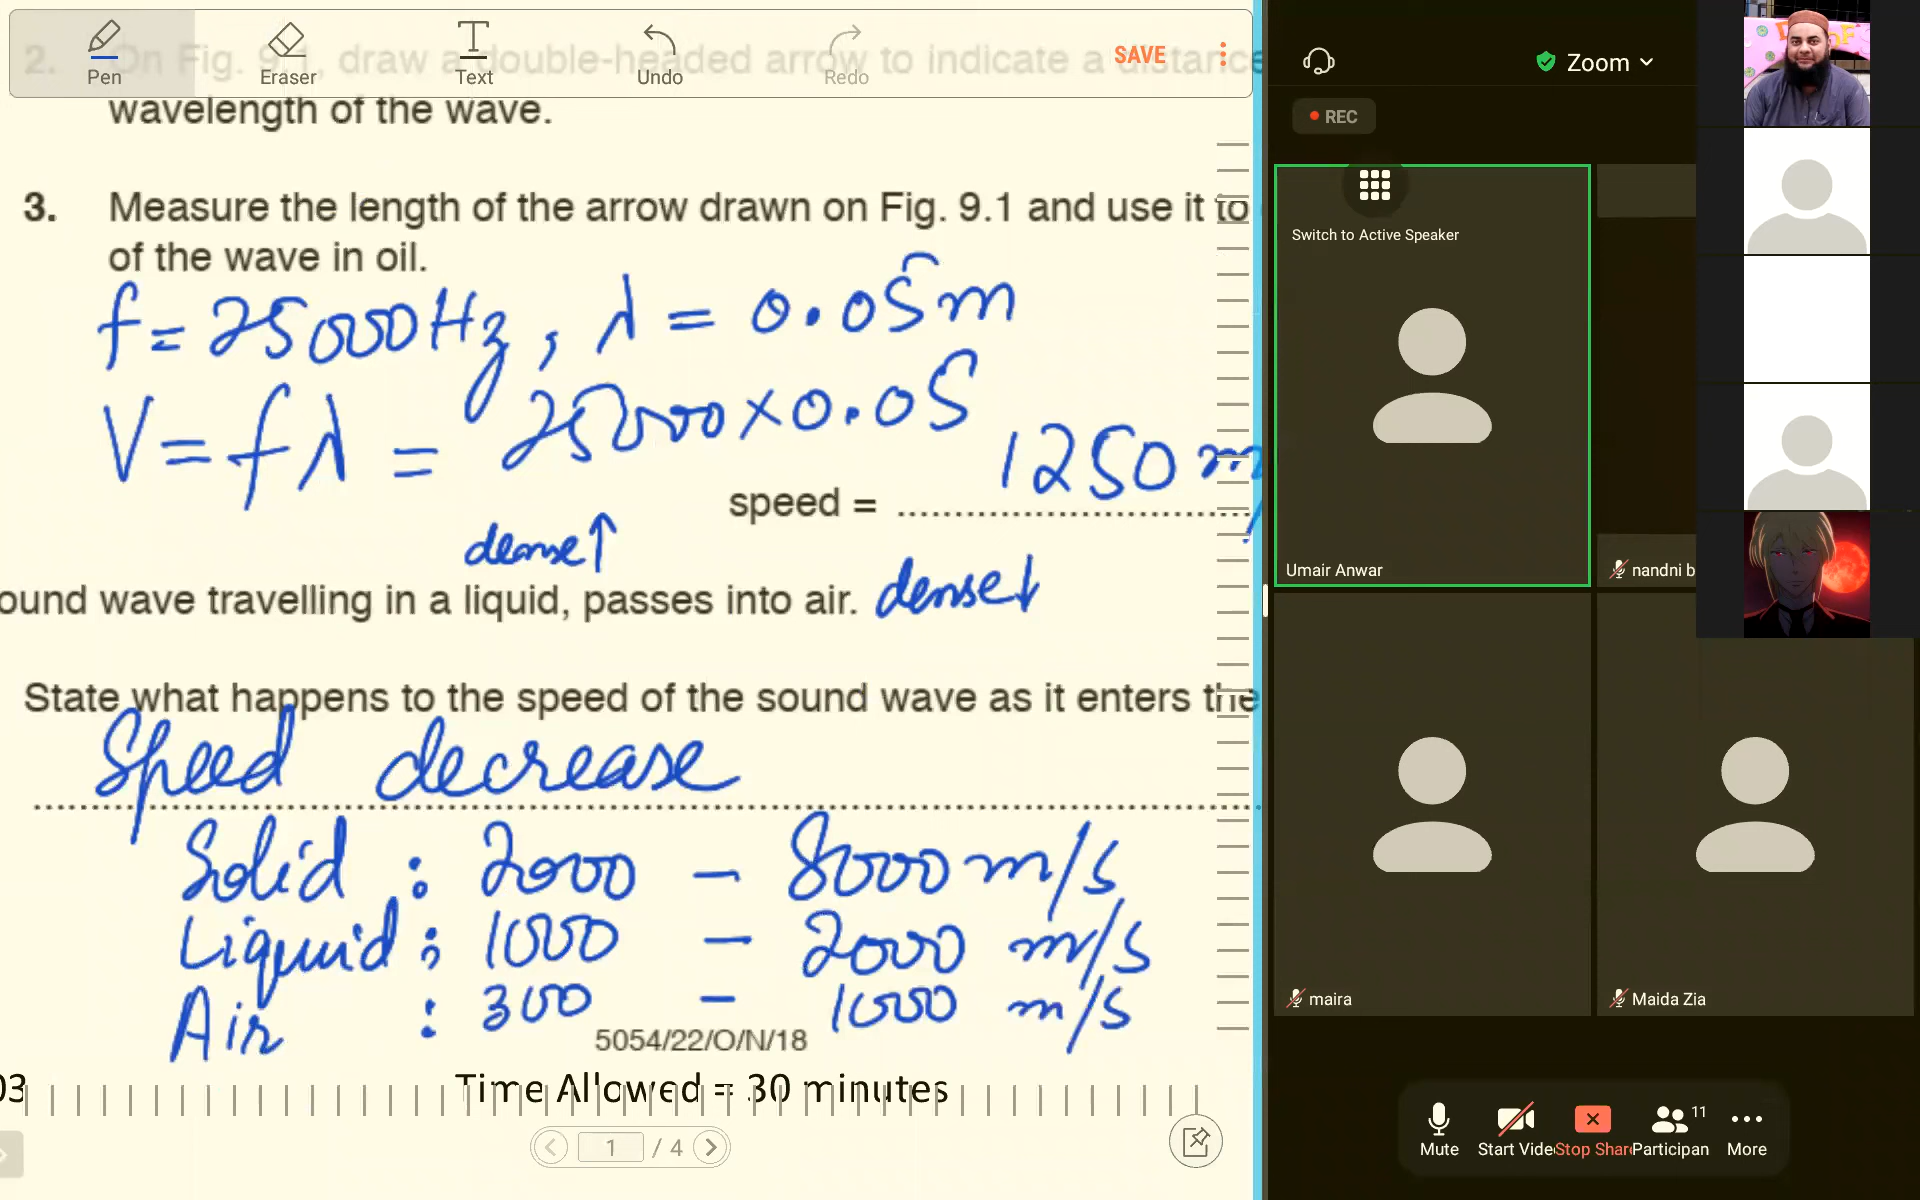 Pen
Eraser
Text
Undo
Redo
SAVE
2. On Fig. 9.1, draw a double-headed arrow to indicate a distance
wavelength of the wave.
3. Measure the length of the arrow drawn on Fig. 9.1 and use it to
of the wave in oil.
f = 25000 Hz, λ = 0.05 m
V = fλ = 25000 × 0.05
1250 m/
speed = ........................
dense↑
ound wave travelling in a liquid, passes into air. dense↓
State what happens to the speed of the sound wave as it enters the
Speed decrease
Solid : 2000 - 8000 m/s
Liquid : 1000 - 2000 m/s
Air : 300 - 1000 m/s
5054/22/O/N/18
03
Time Allowed = 30 minutes
1 / 4
Zoom
REC
Switch to Active Speaker
Umair Anwar
nandni b
maira
Maida Zia
11
Mute
Start Vide
Stop Shar
Participan
More